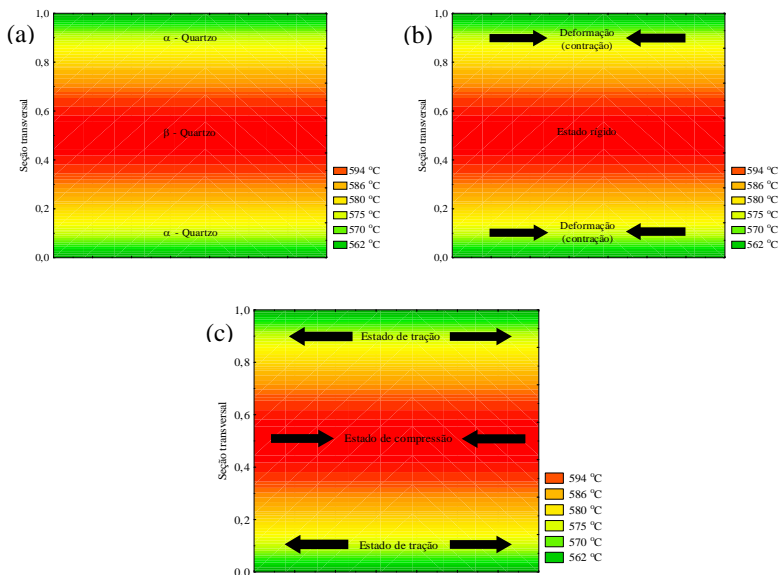 (a)
Seção transversal
1,0
0,8
0,6
0,4
0,2
0,0
α - Quartzo
β - Quartzo
α - Quartzo
594 °C
586 °C
580 °C
575 °C
570 °C
562 °C
(b)
1,0
0,8
0,6
0,4
0,2
0,0
Deformação
(contração)
Estado rígido
Deformação
(contração)
594 °C
586 °C
580 °C
575 °C
570 °C
562 °C
(c)
Seção transversal
1,0
0,8
0,6
0,4
0,2
0,0
Estado de tração
Estado de compressão
Estado de tração
594 °C
586 °C
580 °C
575 °C
570 °C
562 °C